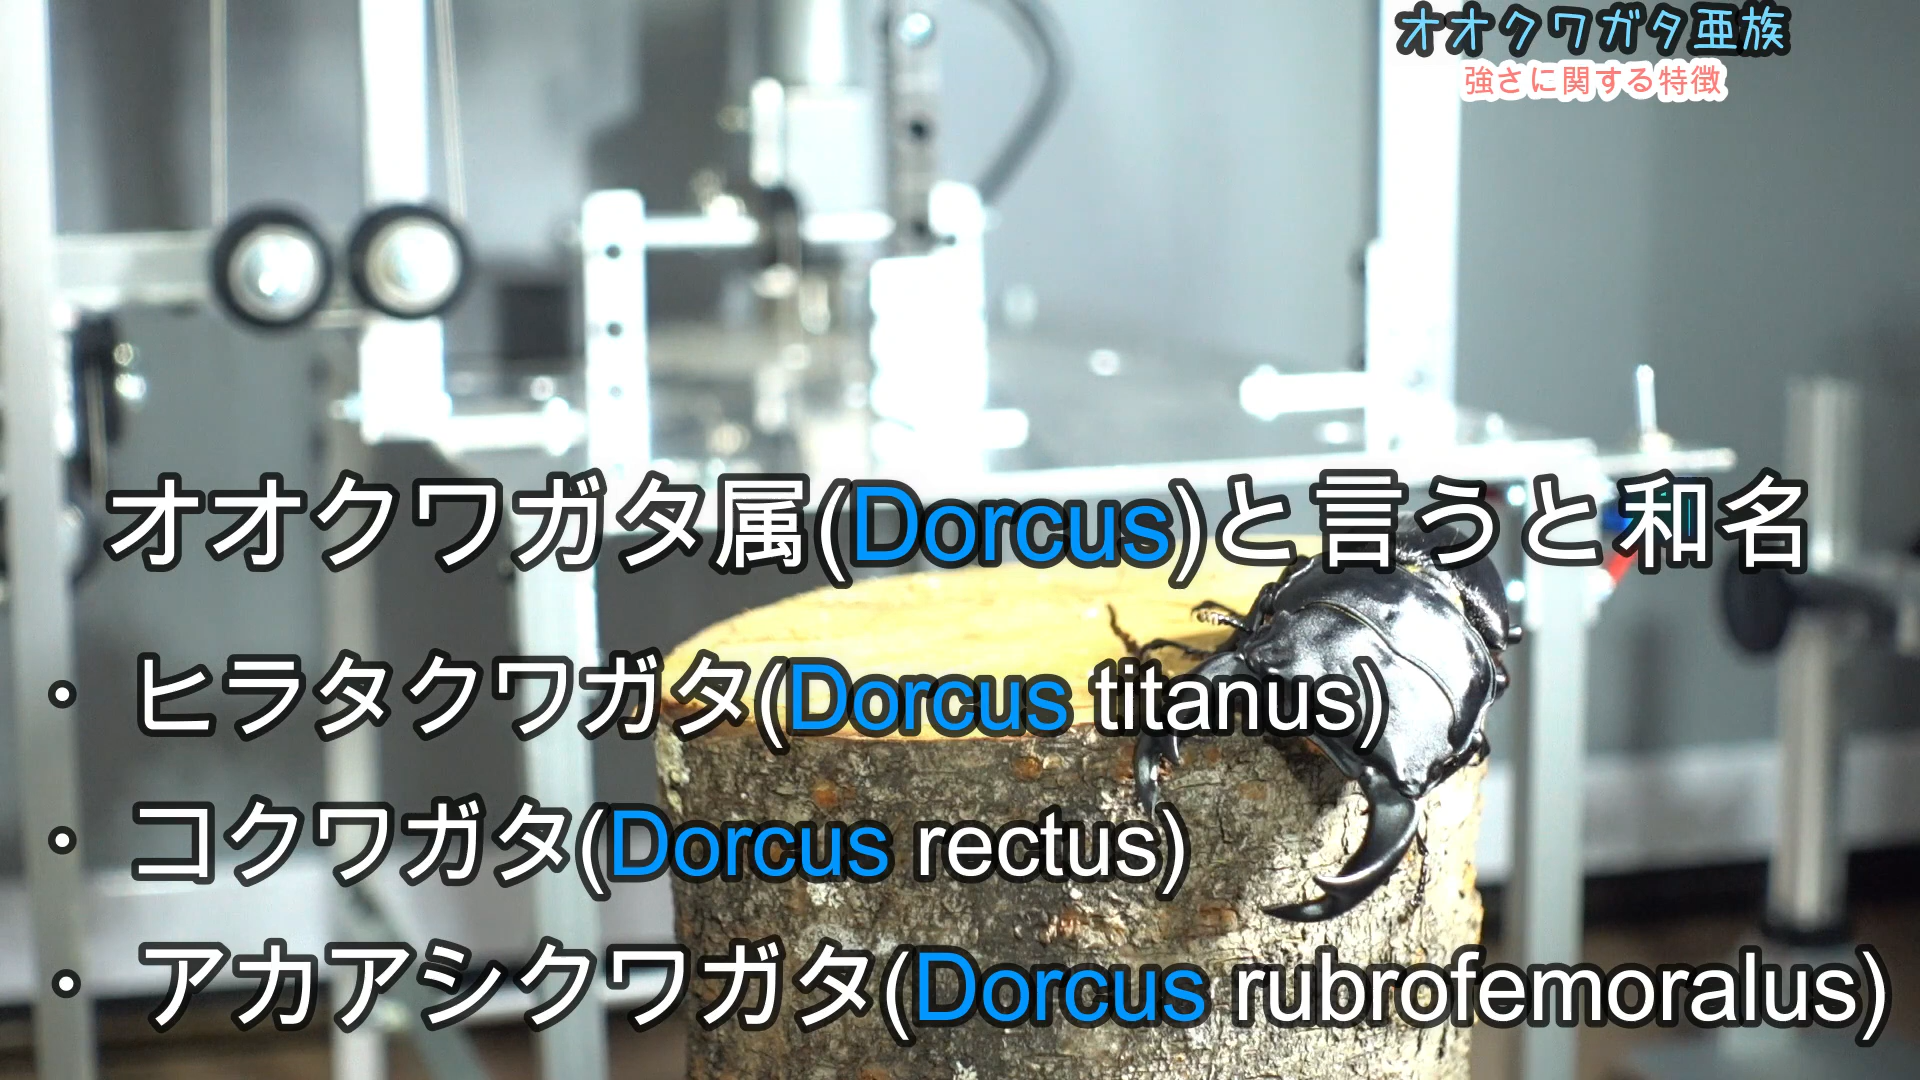 オオクワガタ亜族
強さに関する特徴
オオクワガタ属(Dorcus)と言うと和名
・ ヒラタクワガタ(Dorcus titanus)
・ コクワガタ(Dorcus rectus)
・ アカアシクワガタ(Dorcus rubrofemoralus)